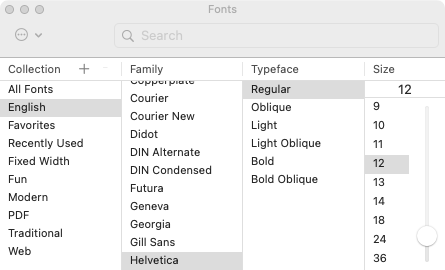 Fonts
Search
Collection + Family Typeface Size
All Fonts
English
Favorites
Recently Used
Fixed Width
Fun
Modern
PDF
Traditional
Web
Copperplate
Courier
Courier New
Didot
DIN Alternate
DIN Condensed
Futura
Geneva
Georgia
Gill Sans
Helvetica
Regular
Oblique
Light
Light Oblique
Bold
Bold Oblique
12
9
10
11
12
13
14
18
24
36